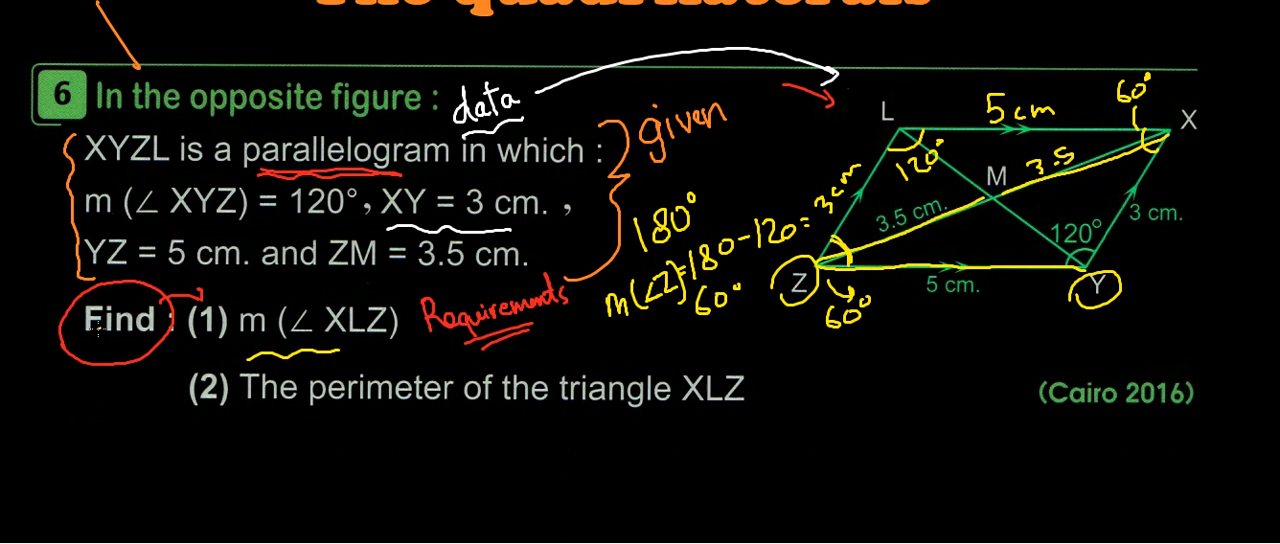 The quadrilaterals
6 In the opposite figure : data
XYZL is a parallelogram in which : given
m (∠ XYZ) = 120°, XY = 3 cm. ,
YZ = 5 cm. and ZM = 3.5 cm.
Find : (1) m (∠ XLZ) Requirements
(2) The perimeter of the triangle XLZ
(Cairo 2016)
180°
m(∠Z)=180-120=
60°
L 5 cm 60° X
120° M 3.5
3 cm 3.5 cm. 120° 3 cm.
Z 5 cm. Y
60°